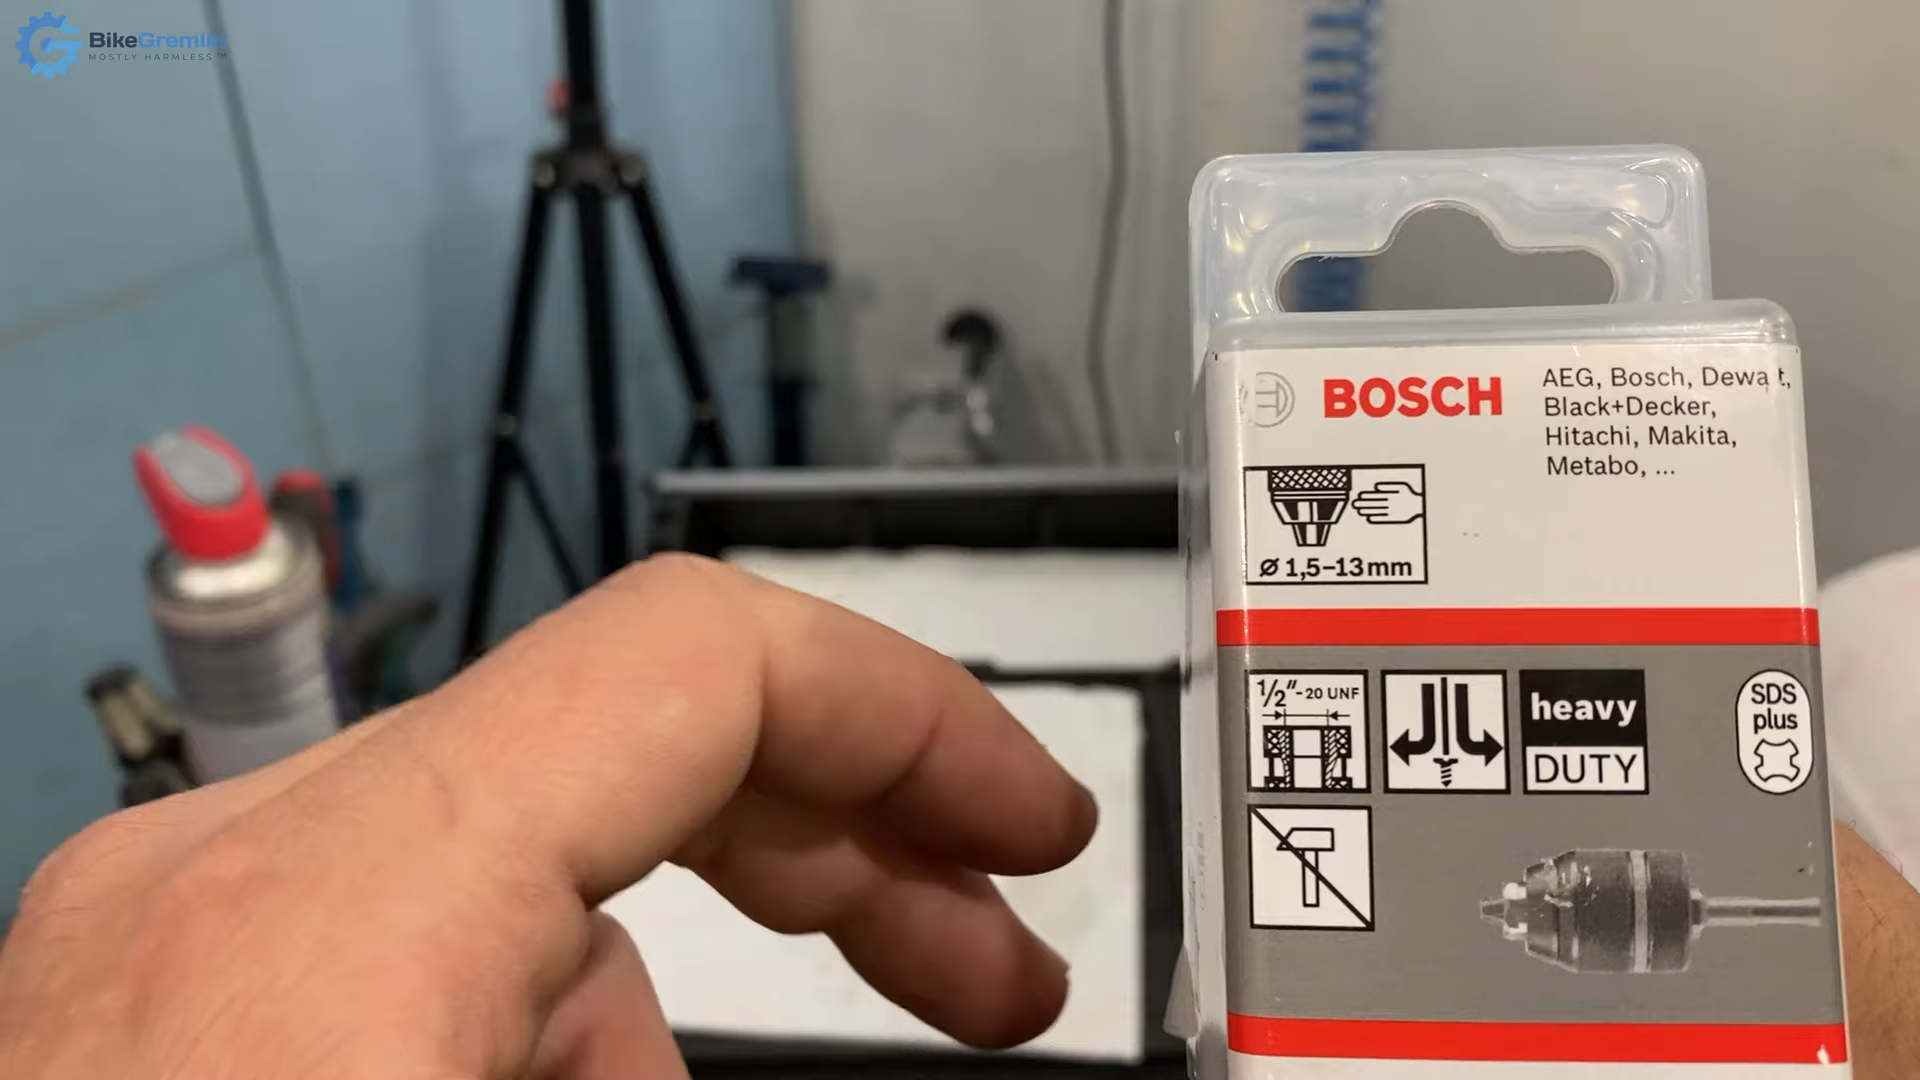 BikeGremlin
MOSTLY HARMLESS™
BOSCH
AEG, Bosch, Dewalt,
Black+Decker,
Hitachi, Makita,
Metabo, ...
Ø 1,5–13 mm
1/2"-20 UNF
heavy
DUTY
SDS
plus